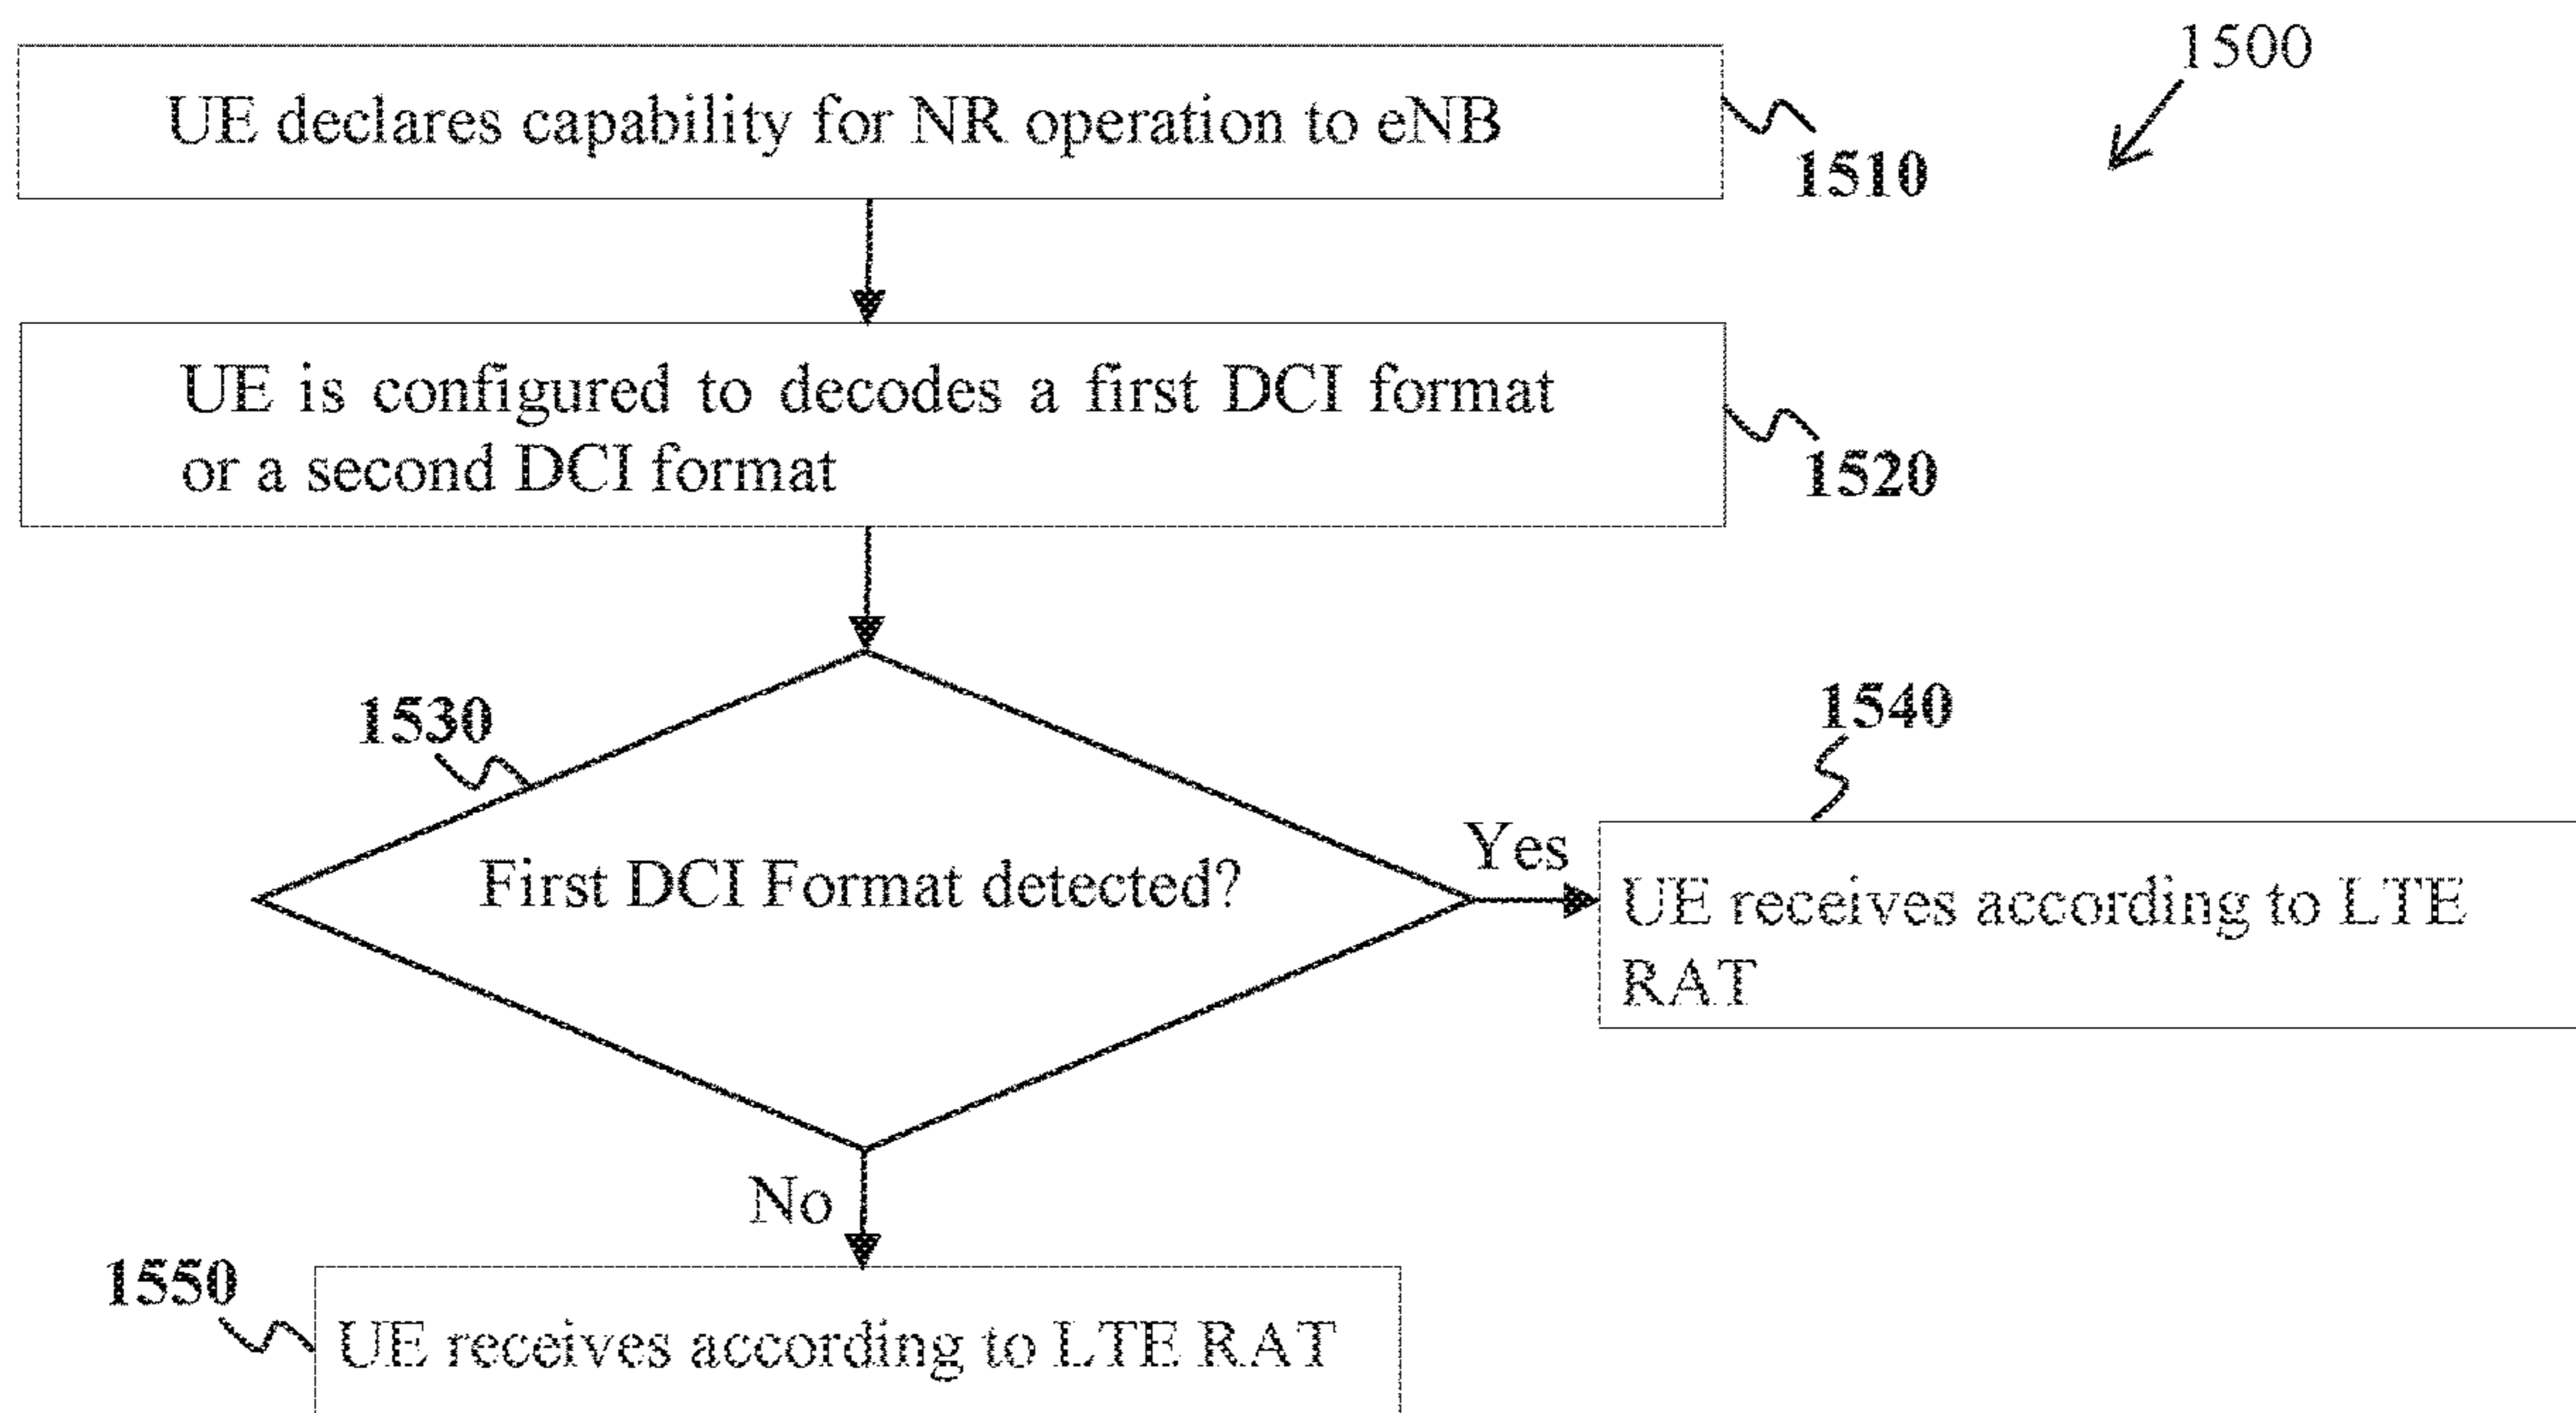 1500
UE declares capability for NR operation to eNB
1510
UE is configured to decodes a first DCI format
or a second DCI format
1520
1530
First DCI Format detected?
Yes
1540
UE receives according to LTE
RAT
No
1550
UE receives according to LTE RAT